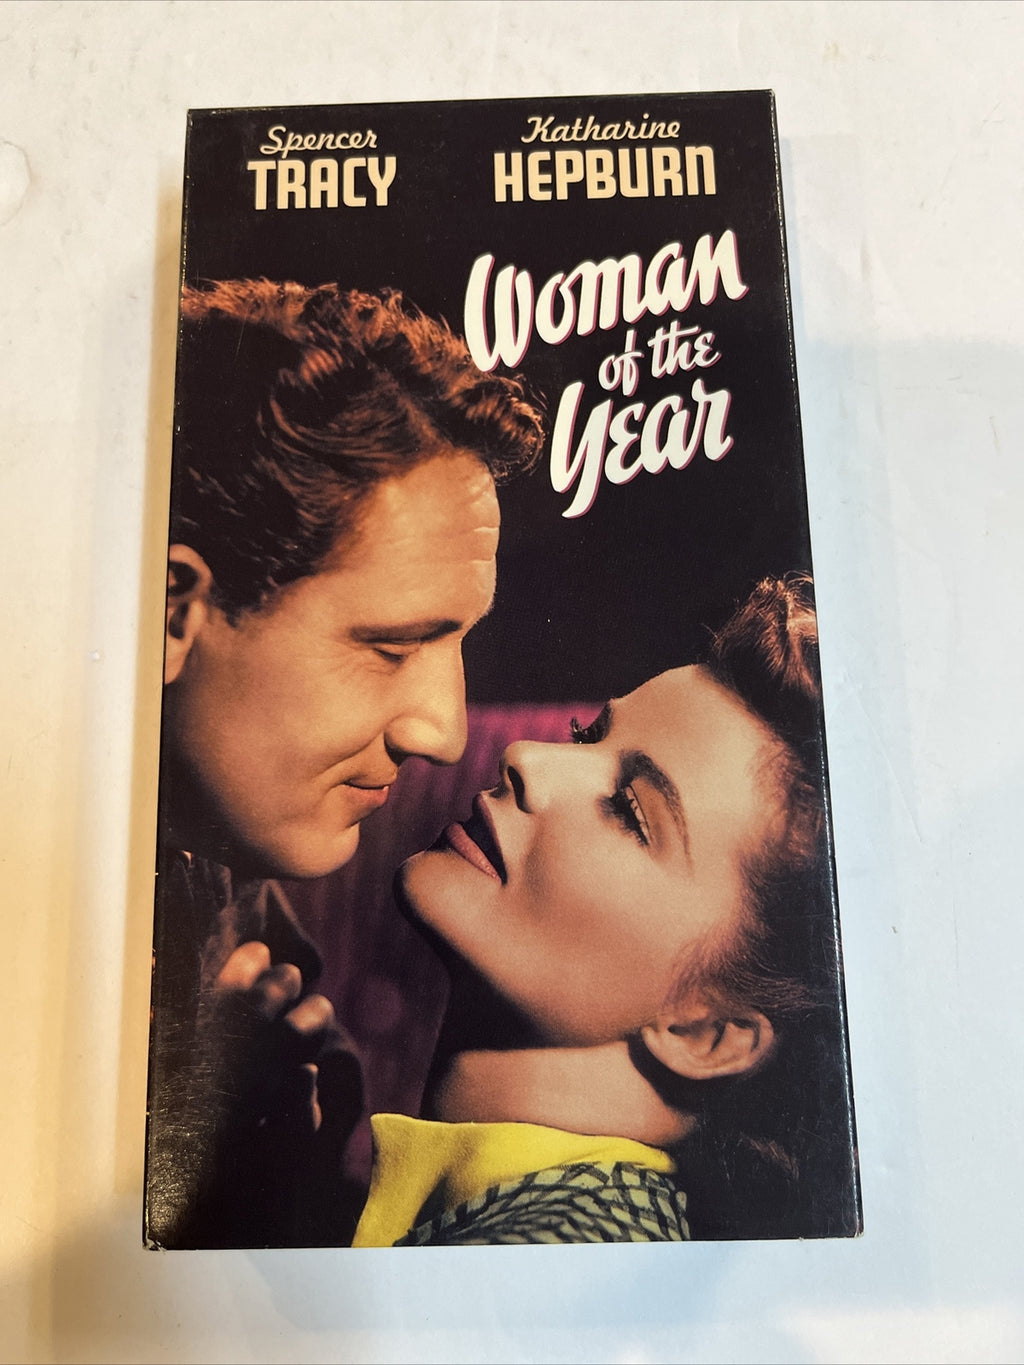 Spencer
TRACY
Katharine
HEPBURN
Woman
of the
Year